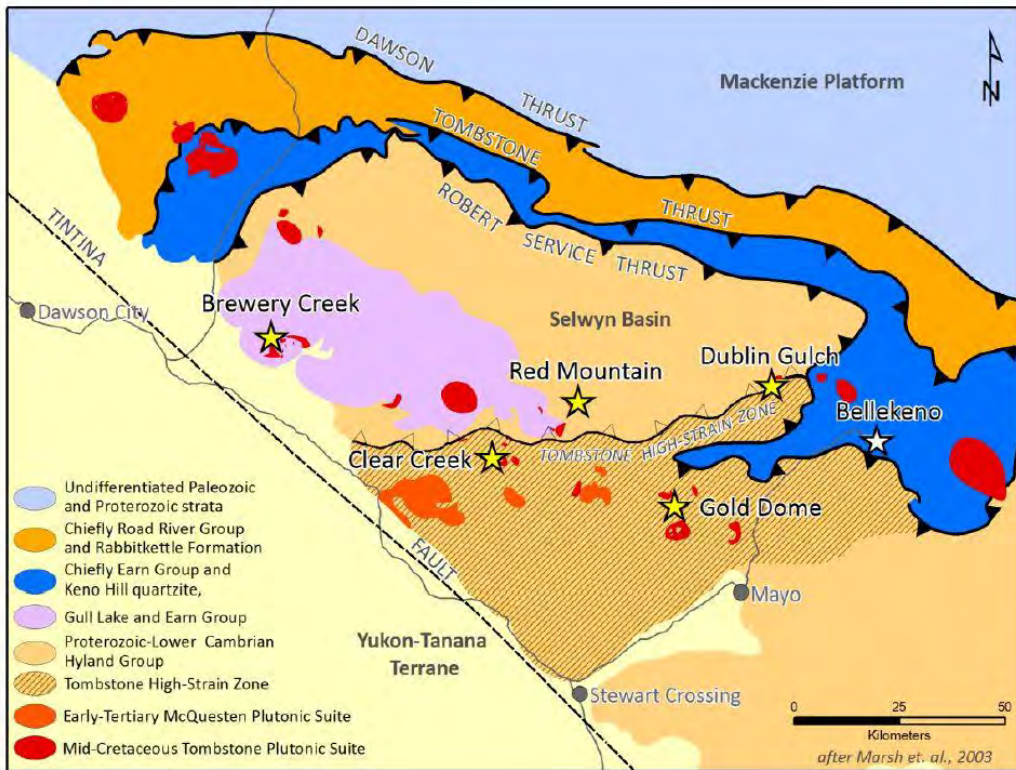 DAWSON
THRUST
Mackenzie Platform
N
TOMBSTONE
THRUST
ROBERT SERVICE THRUST
TINTINA
Dawson City
Brewery Creek
Selwyn Basin
Red Mountain
Dublin Gulch
Bellekeno
TOMBSTONE HIGH-STRAIN ZONE
Clear Creek
Gold Dome
FAULT
Mayo
Yukon-Tanana
Terrane
Stewart Crossing
Undifferentiated Paleozoic
and Proterozoic strata
Chiefly Road River Group
and Rabbitkettle Formation
Chiefly Earn Group and
Keno Hill quartzite,
Gull Lake and Earn Group
Proterozoic-Lower Cambrian
Hyland Group
Tombstone High-Strain Zone
Early-Tertiary McQuesten Plutonic Suite
Mid-Cretaceous Tombstone Plutonic Suite
0 25 50
Kilometers
after Marsh et. al., 2003